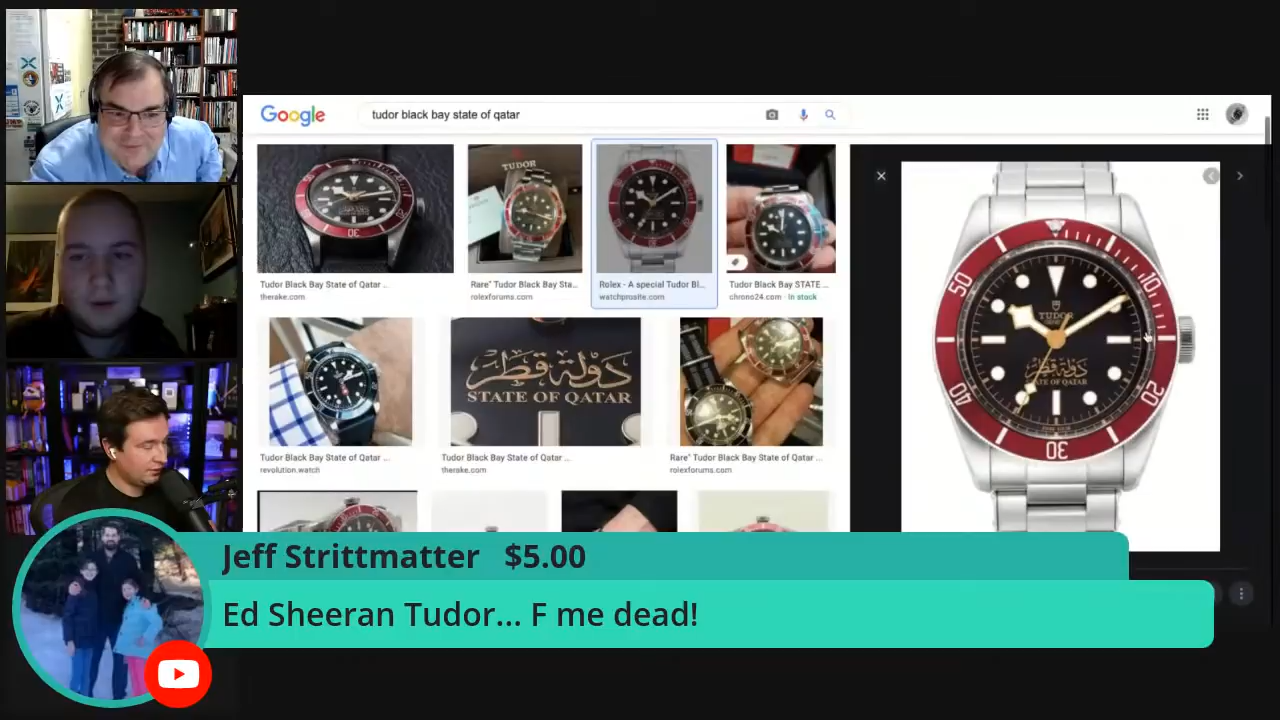 Google
tudor black bay state of qatar
TUDOR
Tudor Black Bay State of Qatar ...
therake.com
Rare" Tudor Black Bay Sta...
rolexforums.com
Rolex - A special Tudor Bl...
watchprosite.com
Tudor Black Bay STATE ...
chrono24.com · In stock
دولة قطر
STATE OF QATAR
Tudor Black Bay State of Qatar ...
revolution.watch
Tudor Black Bay State of Qatar ...
therake.com
Rare" Tudor Black Bay State of Qatar ...
rolexforums.com
50
10
TUDOR
دولة قطر
STATE OF QATAR
40
20
30
Jeff Strittmatter $5.00
Ed Sheeran Tudor... F me dead!